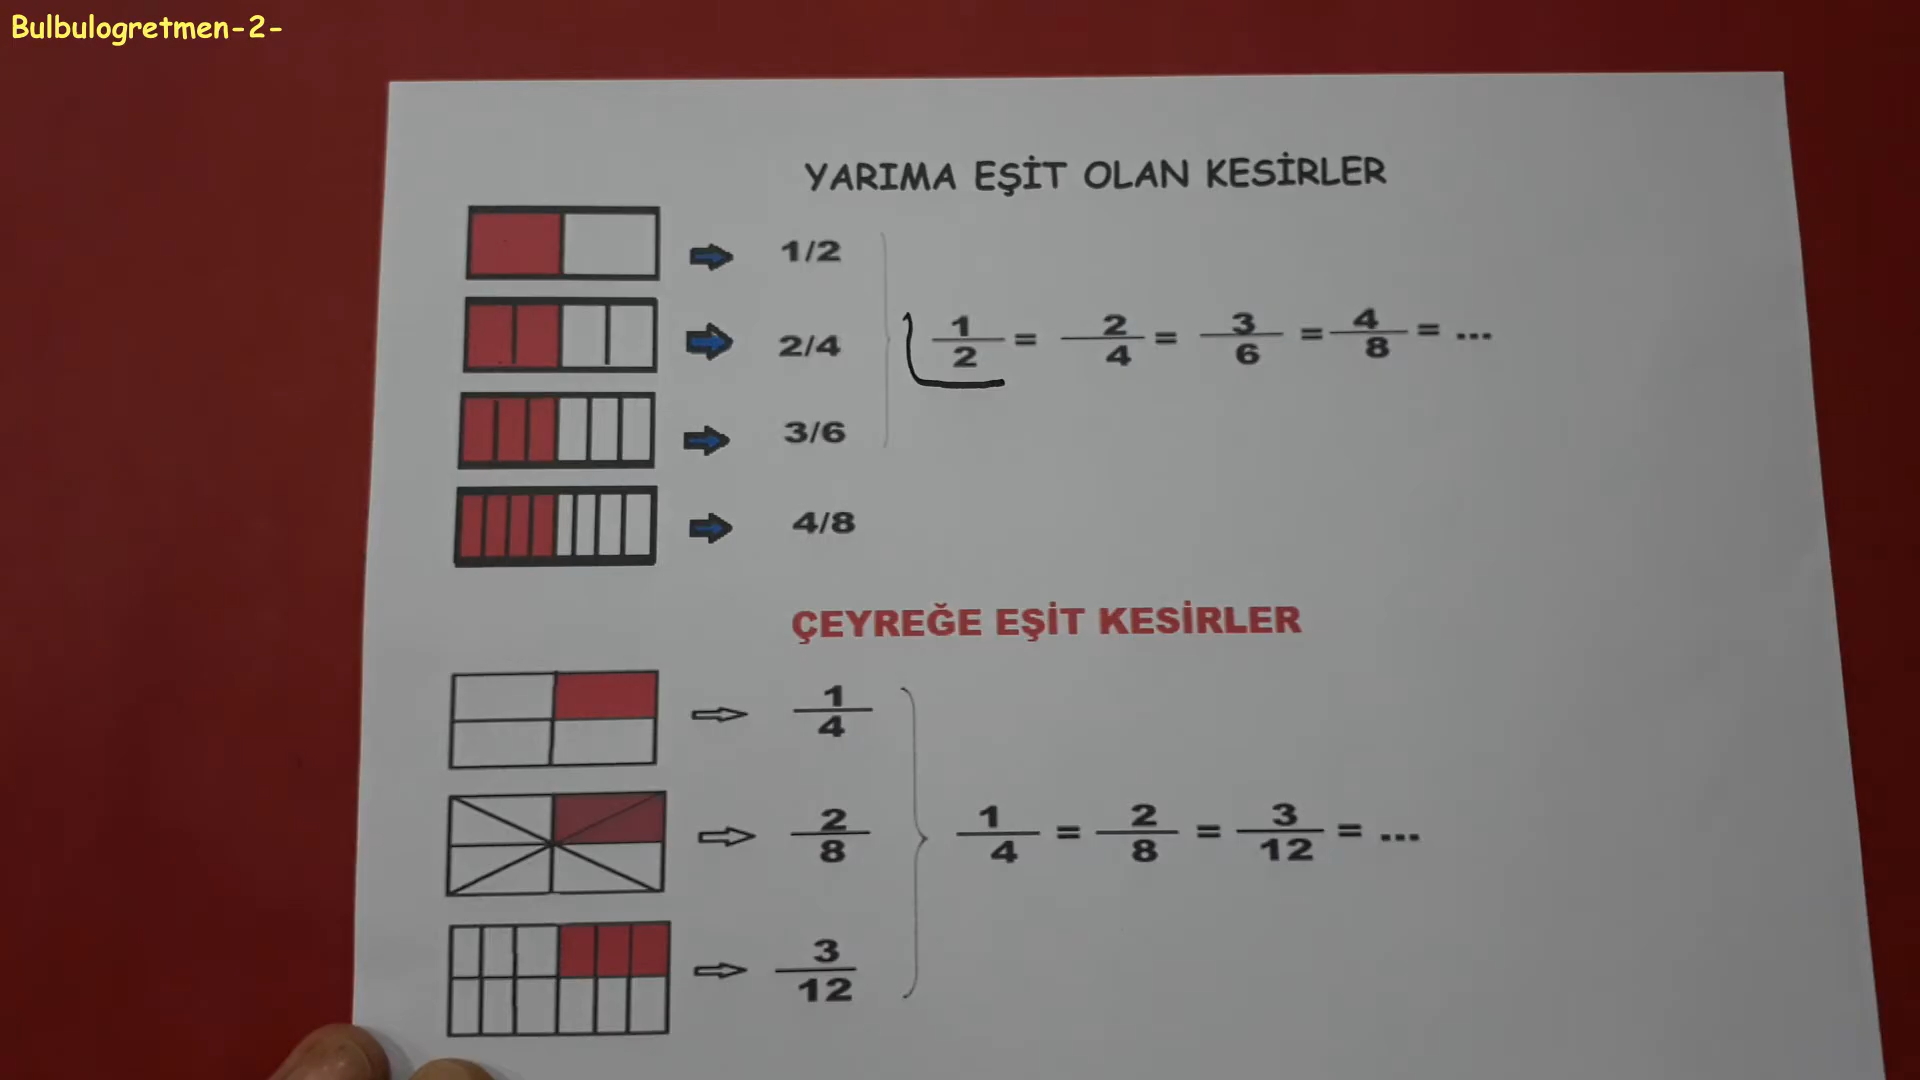 Bulbulogretmen-2-
YARIMA EŞİT OLAN KESİRLER
1/2
2/4
3/6
4/8
1/2 = 2/4 = 3/6 = 4/8 = ...
ÇEYREĞE EŞİT KESİRLER
1/4
2/8
3/12
1/4 = 2/8 = 3/12 = ...